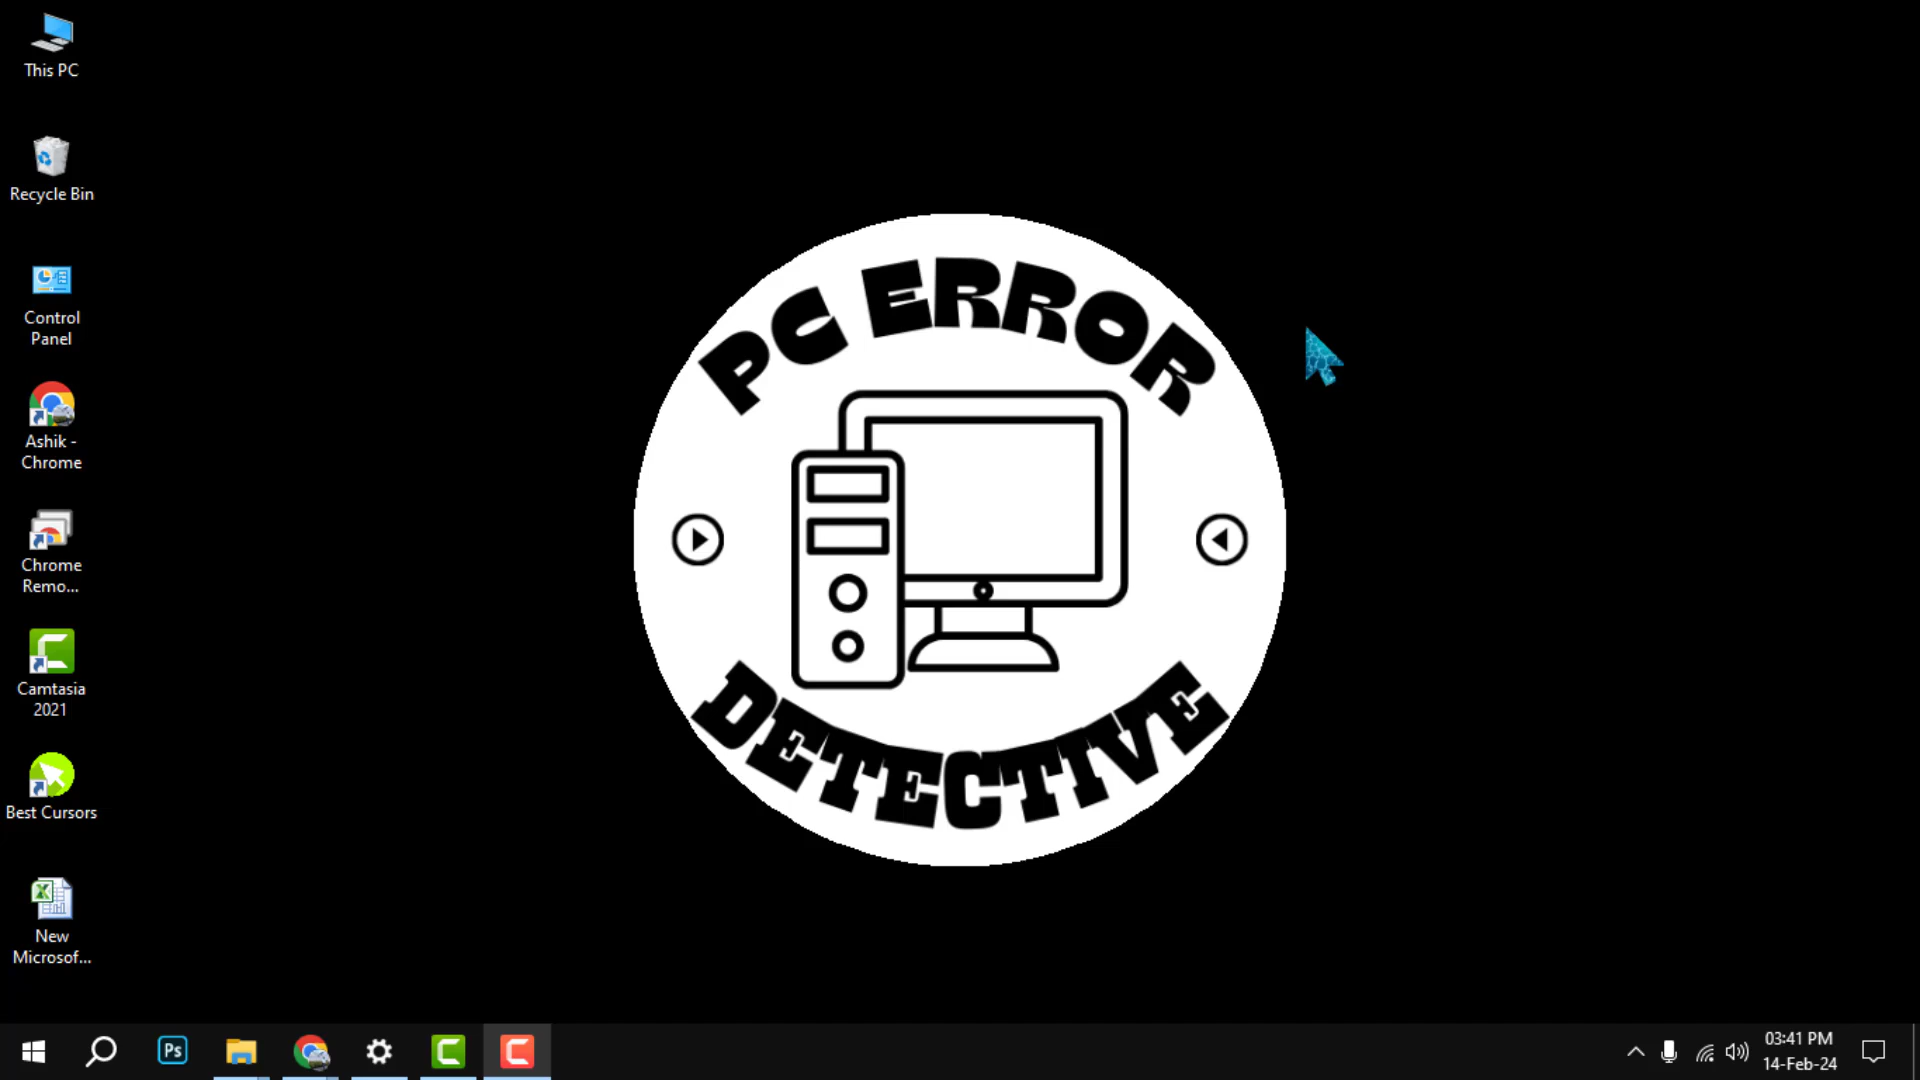 This PC
Recycle Bin
Control
Panel
Ashik -
Chrome
Chrome
Remo...
Camtasia
2021
Best Cursors
New
Microsof...
PC ERROR
DETECTIVE
Ps
03:41 PM
14-Feb-24